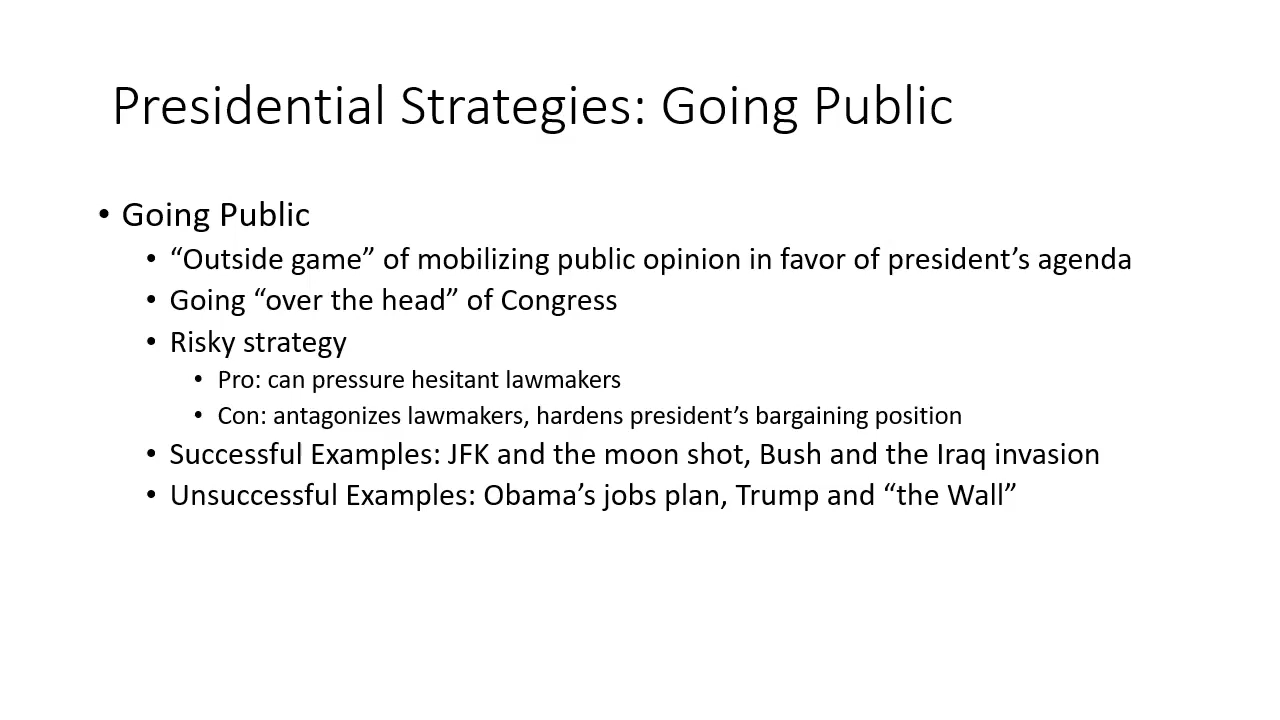 Presidential Strategies: Going Public
• Going Public
• “Outside game” of mobilizing public opinion in favor of president’s agenda
• Going “over the head” of Congress
• Risky strategy
• Pro: can pressure hesitant lawmakers
• Con: antagonizes lawmakers, hardens president’s bargaining position
• Successful Examples: JFK and the moon shot, Bush and the Iraq invasion
• Unsuccessful Examples: Obama’s jobs plan, Trump and “the Wall”